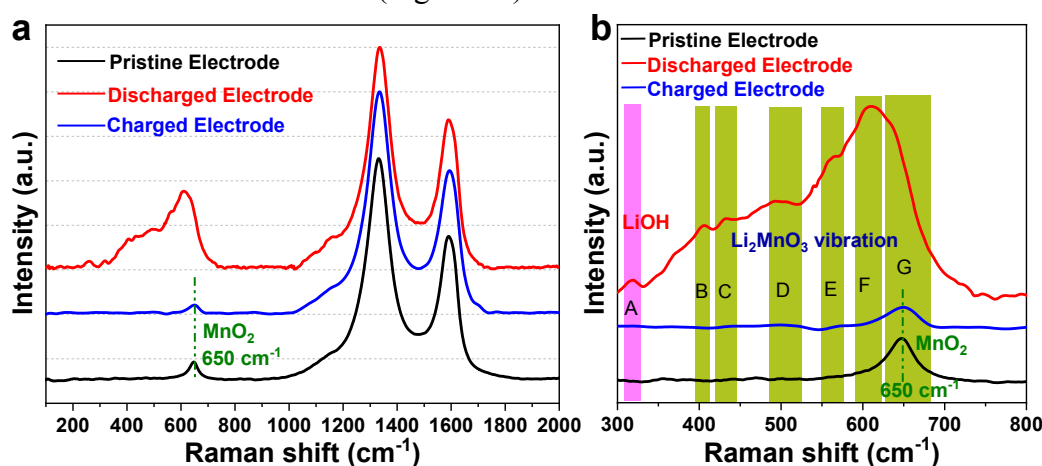 a
Pristine Electrode
Discharged Electrode
Charged Electrode
MnO₂
650 cm⁻¹
Intensity (a.u.)
200 400 600 800 1000 1200 1400 1600 1800 2000
Raman shift (cm⁻¹)
b
Pristine Electrode
Discharged Electrode
Charged Electrode
LiOH
Li₂MnO₃ vibration
A
B
C
D
E
F
G
MnO₂
650 cm⁻¹
Intensity (a.u.)
300 400 500 600 700 800
Raman shift (cm⁻¹)